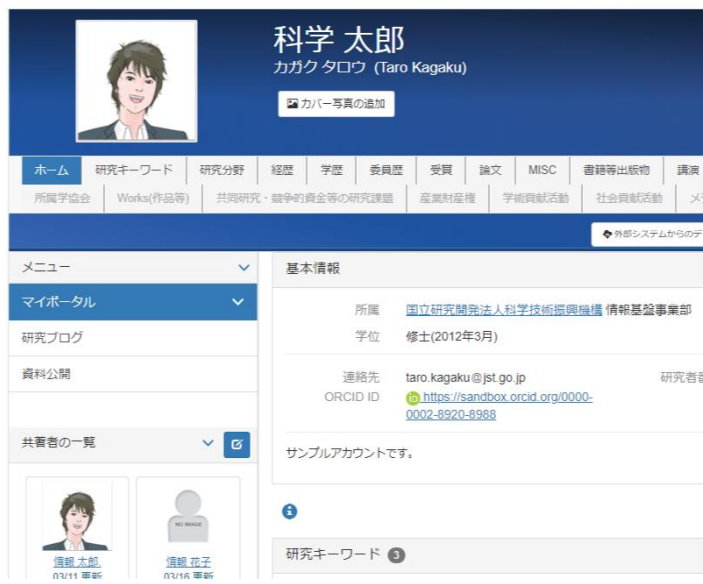 科学 太郎
カガク タロウ (Taro Kagaku)
カバー写真の追加
ホーム 研究キーワード 研究分野 経歴 学歴 委員歴 受賞 論文 MISC 書籍等出版物 講演
所属学協会 Works(作品等) 共同研究・競争的資金等の研究課題 産業財産権 学術貢献活動 社会貢献活動 メ
外部システムからのデ
メニュー
マイポータル
研究ブログ
資料公開
共著者の一覧
情報 太郎.
03/11 更新
NO IMAGE
情報 花子
03/16 更新
基本情報
所属 国立研究開発法人科学技術振興機構 情報基盤事業部
学位 修士(2012年3月)
連絡先 taro.kagaku@jst.go.jp 研究者
ORCID ID iD https://sandbox.orcid.org/0000-
0002-8920-8988
サンプルアカウントです。
研究キーワード 3